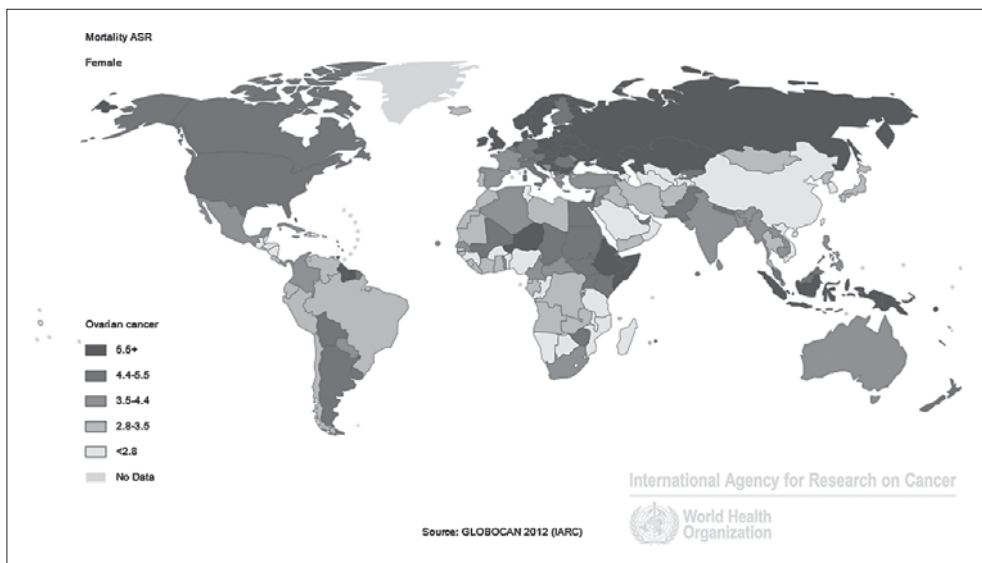 Mortality ASR
Female
Ovarian cancer
5.5+
4.4-5.5
3.5-4.4
2.8-3.5
<2.8
No Data
International Agency for Research on Cancer
World Health
Organization
Source: GLOBOCAN 2012 (IARC)